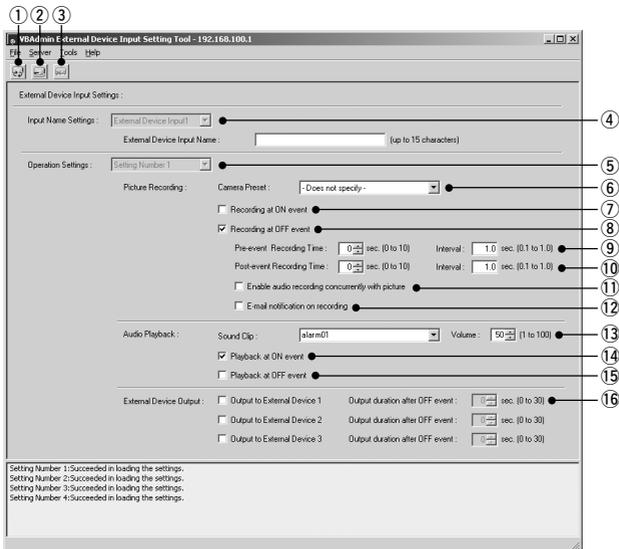 ① ② ③
VBAdmin External Device Input Setting Tool - 192.168.100.1
File Server Tools Help
External Device Input Settings :
Input Name Settings : External Device Input1 ④
External Device Input Name : (up to 15 characters)
Operation Settings : Setting Number 1 ⑤
Picture Recording : Camera Preset : - Does not specify - ⑥
Recording at ON event ⑦
Recording at OFF event ⑧
Pre-event Recording Time : 0 sec. (0 to 10) Interval : 1.0 sec. (0.1 to 1.0) ⑨
Post-event Recording Time : 0 sec. (0 to 10) Interval : 1.0 sec. (0.1 to 1.0) ⑩
Enable audio recording concurrently with picture ⑪
E-mail notification on recording ⑫
Audio Playback : Sound Clip : alarm01 Volume : 50 (1 to 100) ⑬
Playback at ON event ⑭
Playback at OFF event ⑮
External Device Output : Output to External Device 1 Output duration after OFF event : 0 sec. (0 to 30) ⑯
Output to External Device 2 Output duration after OFF event : 0 sec. (0 to 30)
Output to External Device 3 Output duration after OFF event : 0 sec. (0 to 30)
Setting Number 1:Succeeded in loading the settings.
Setting Number 2:Succeeded in loading the settings.
Setting Number 3:Succeeded in loading the settings.
Setting Number 4:Succeeded in loading the settings.